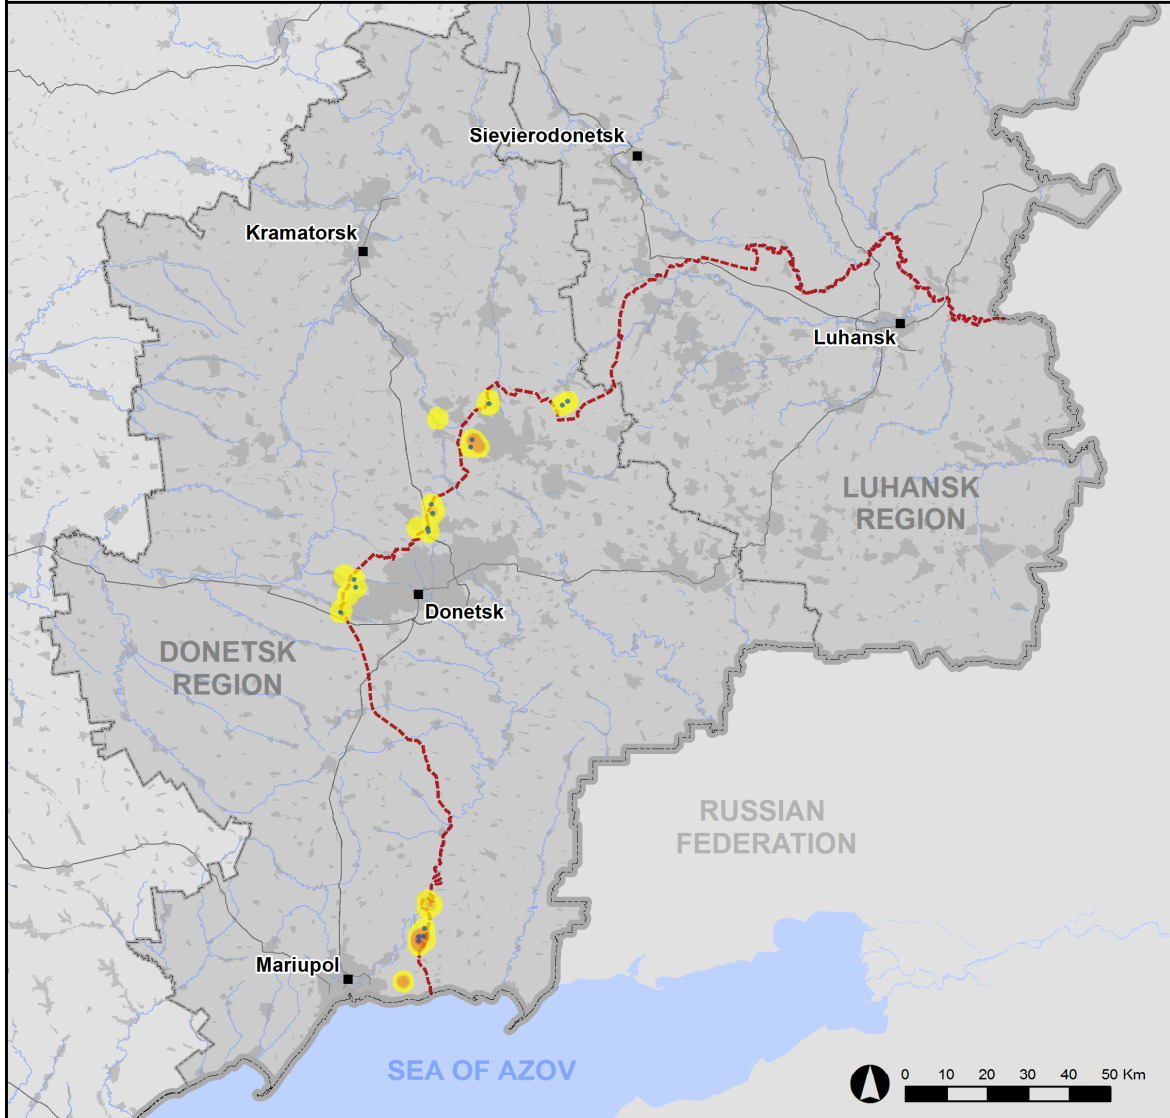 Sievierodonetsk
Kramatorsk
Luhansk
LUHANSK
REGION
Donetsk
DONETSK
REGION
RUSSIAN
FEDERATION
Mariupol
SEA OF AZOV
0 10 20 30 40 50 Km